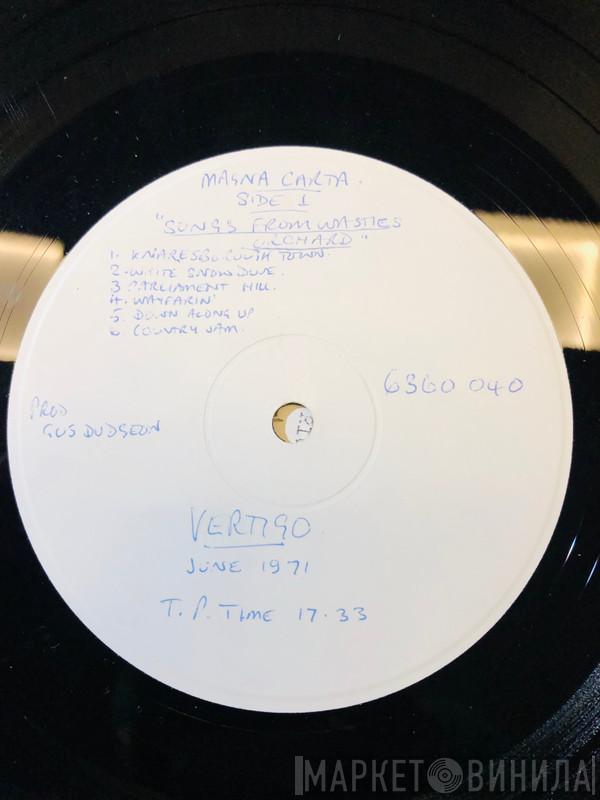 MAGNA CARTA.
SIDE 1
"SONGS FROM WASTIES
ORCHARD"
1. KNARESBOROUGH TOWN.
2. WHITE SNOW DOVE.
3 PARLIAMENT HILL.
4. WAYFARIN'
5. DOWN ALONG UP
6. COUNTRY JAM.
6360 040
PROD
GUS DUDGEON
VERTIGO.
JUNE 1971
T. P. TIME 17.33
МАРКЕТ ВИНИЛА